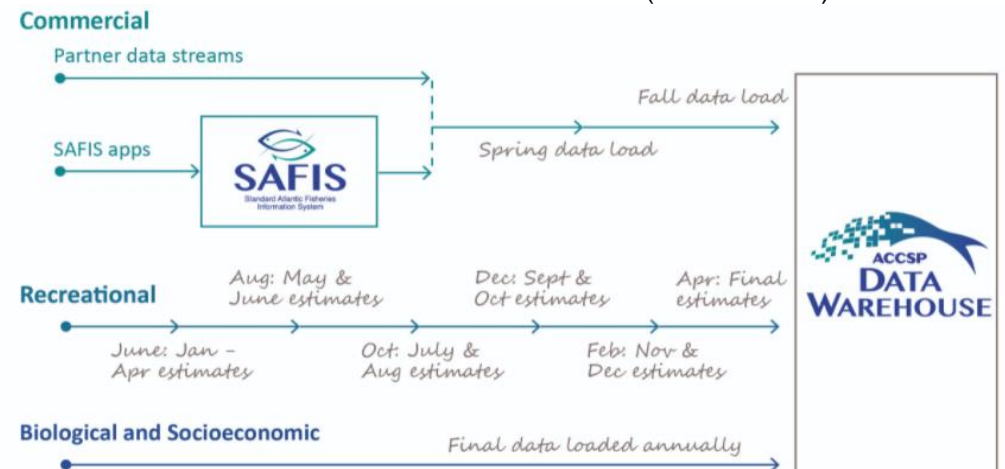 Commercial
Partner data streams
Fall data load
SAFIS apps
Spring data load
SAFIS
Standard Atlantic Fisheries
Information System
ACCSP
DATA
WAREHOUSE
Recreational
Aug: May &
June estimates
Dec: Sept &
Oct estimates
Apr: Final
estimates
June: Jan -
Apr estimates
Oct: July &
Aug estimates
Feb: Nov &
Dec estimates
Biological and Socioeconomic
Final data loaded annually